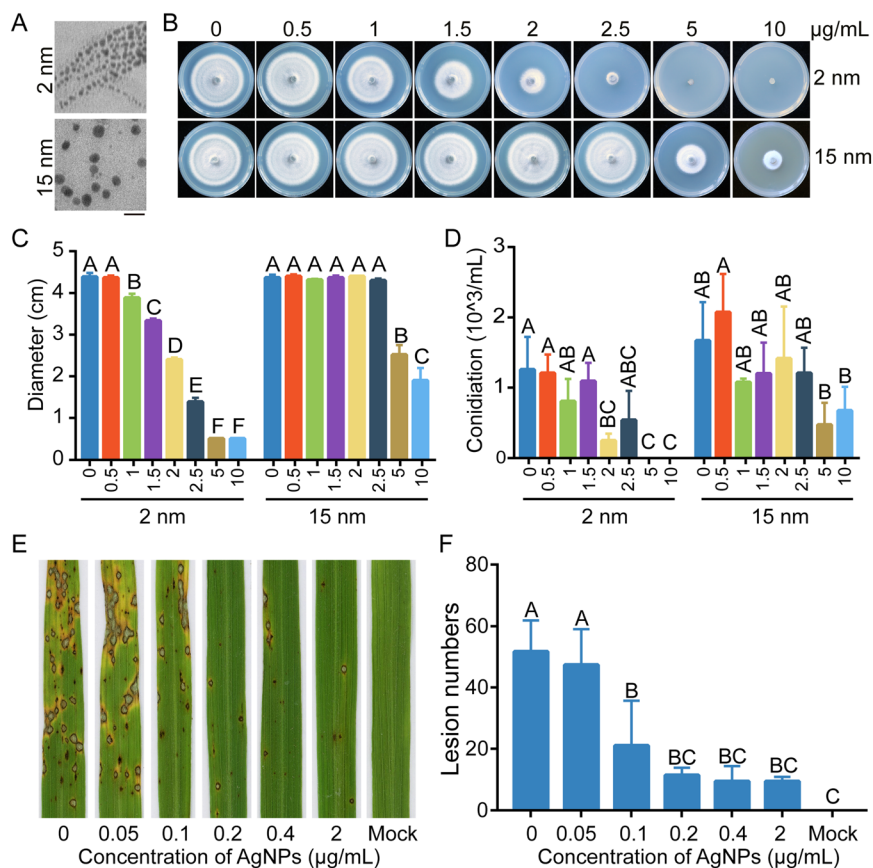 A
2 nm
15 nm
B
0 0.5 1 1.5 2 2.5 5 10 µg/mL
2 nm
15 nm
C
Diameter (cm)
5
4
3
2
1
0
A A B C D E F F A A A A A A B C
0 0.5 1 1.5 2 2.5 5 10 0 0.5 1 1.5 2 2.5 5 10
2 nm 15 nm
D
Conidiation (10^3/mL)
3
2
1
0
A A AB A BC ABC C C AB A AB AB AB AB B B
0 0.5 1 1.5 2 2.5 5 10 0 0.5 1 1.5 2 2.5 5 10
2 nm 15 nm
E
0 0.05 0.1 0.2 0.4 2 Mock
Concentration of AgNPs (µg/mL)
F
Lesion numbers
80
60
40
20
0
A A B BC BC BC C
0 0.05 0.1 0.2 0.4 2 Mock
Concentration of AgNPs (µg/mL)